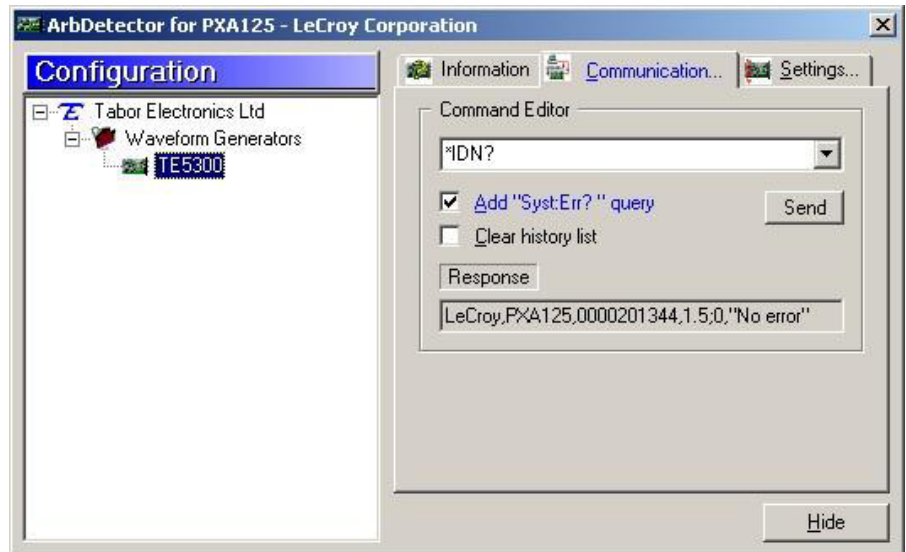 ArbDetector for PXA125 - LeCroy Corporation
Configuration
Tabor Electronics Ltd
Waveform Generators
TE5300
Information
Communication...
Settings...
Command Editor
*IDN?
Add "Syst:Err? " query
Send
Clear history list
Response
LeCroy,PXA125,0000201344,1.5;0,"No error"
Hide